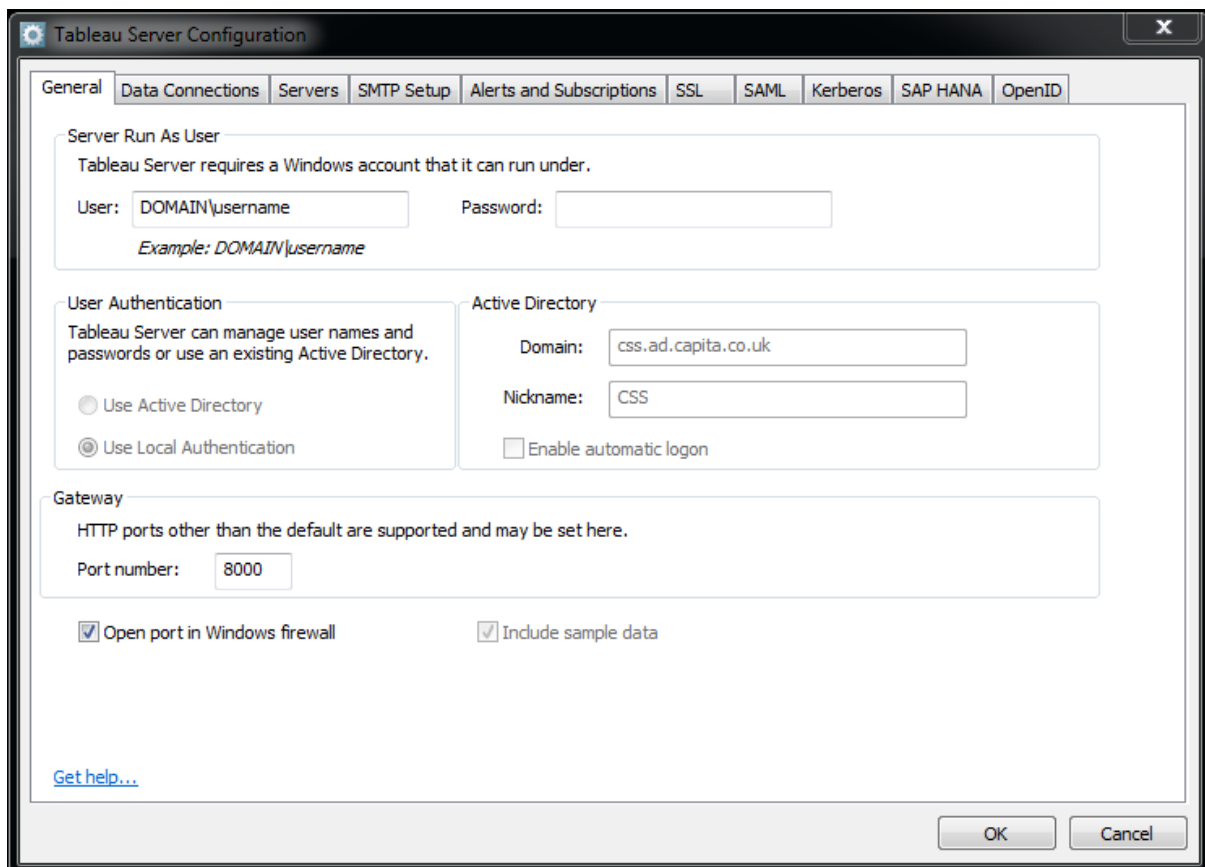 Tableau Server Configuration
General Data Connections Servers SMTP Setup Alerts and Subscriptions SSL SAML Kerberos SAP HANA OpenID
Server Run As User
Tableau Server requires a Windows account that it can run under.
User: DOMAIN\username Password:
Example: DOMAIN\username
User Authentication
Tableau Server can manage user names and
passwords or use an existing Active Directory.
Use Active Directory
Use Local Authentication
Active Directory
Domain: css.ad.capita.co.uk
Nickname: CSS
Enable automatic logon
Gateway
HTTP ports other than the default are supported and may be set here.
Port number: 8000
Open port in Windows firewall Include sample data
Get help...
OK Cancel